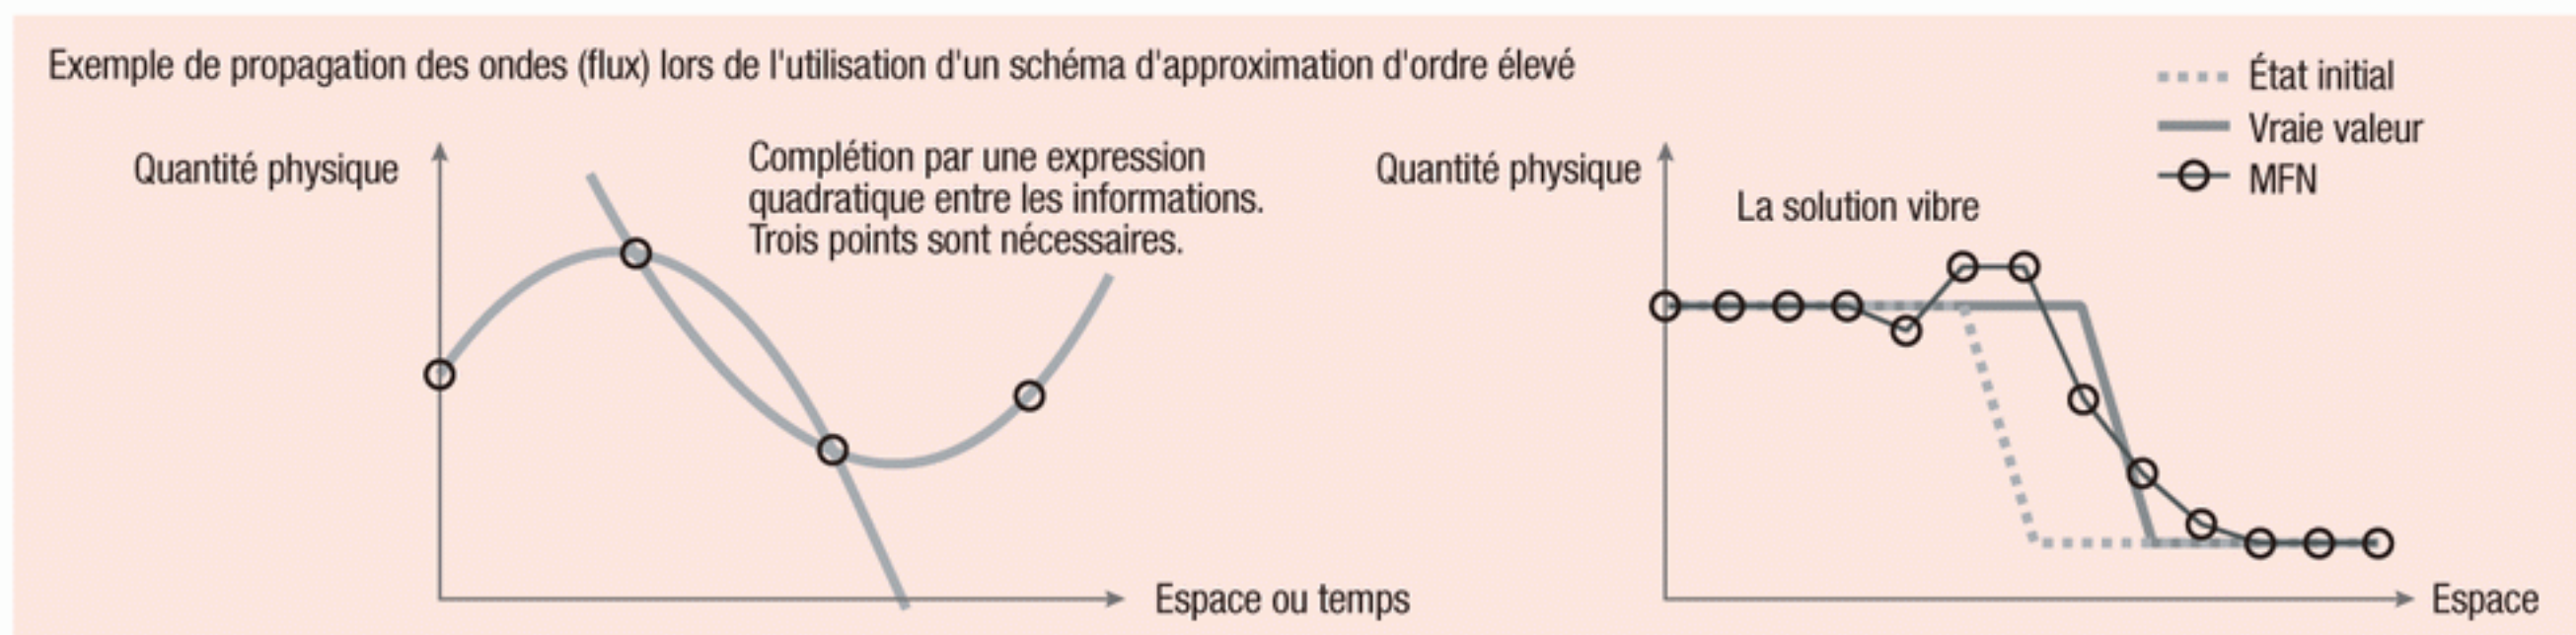 Exemple de propagation des ondes (flux) lors de l'utilisation d'un schéma d'approximation d'ordre élevé
Quantité physique
Complétion par une expression
quadratique entre les informations.
Trois points sont nécessaires.
Espace ou temps
Quantité physique
La solution vibre
État initial
Vraie valeur
MFN
Espace